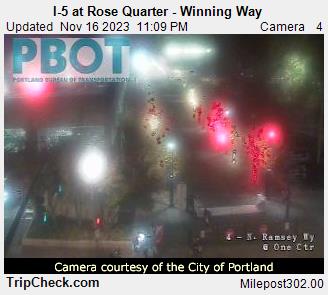 I-5 at Rose Quarter - Winning Way
Updated Nov 16 2023 11:09 PM Camera 4
PBOT
PORTLAND BUREAU OF TRANSPORTATION
4 - N. Ramsey Wy
@ One Ctr
Camera courtesy of the City of Portland
TripCheck.com Milepost302.00